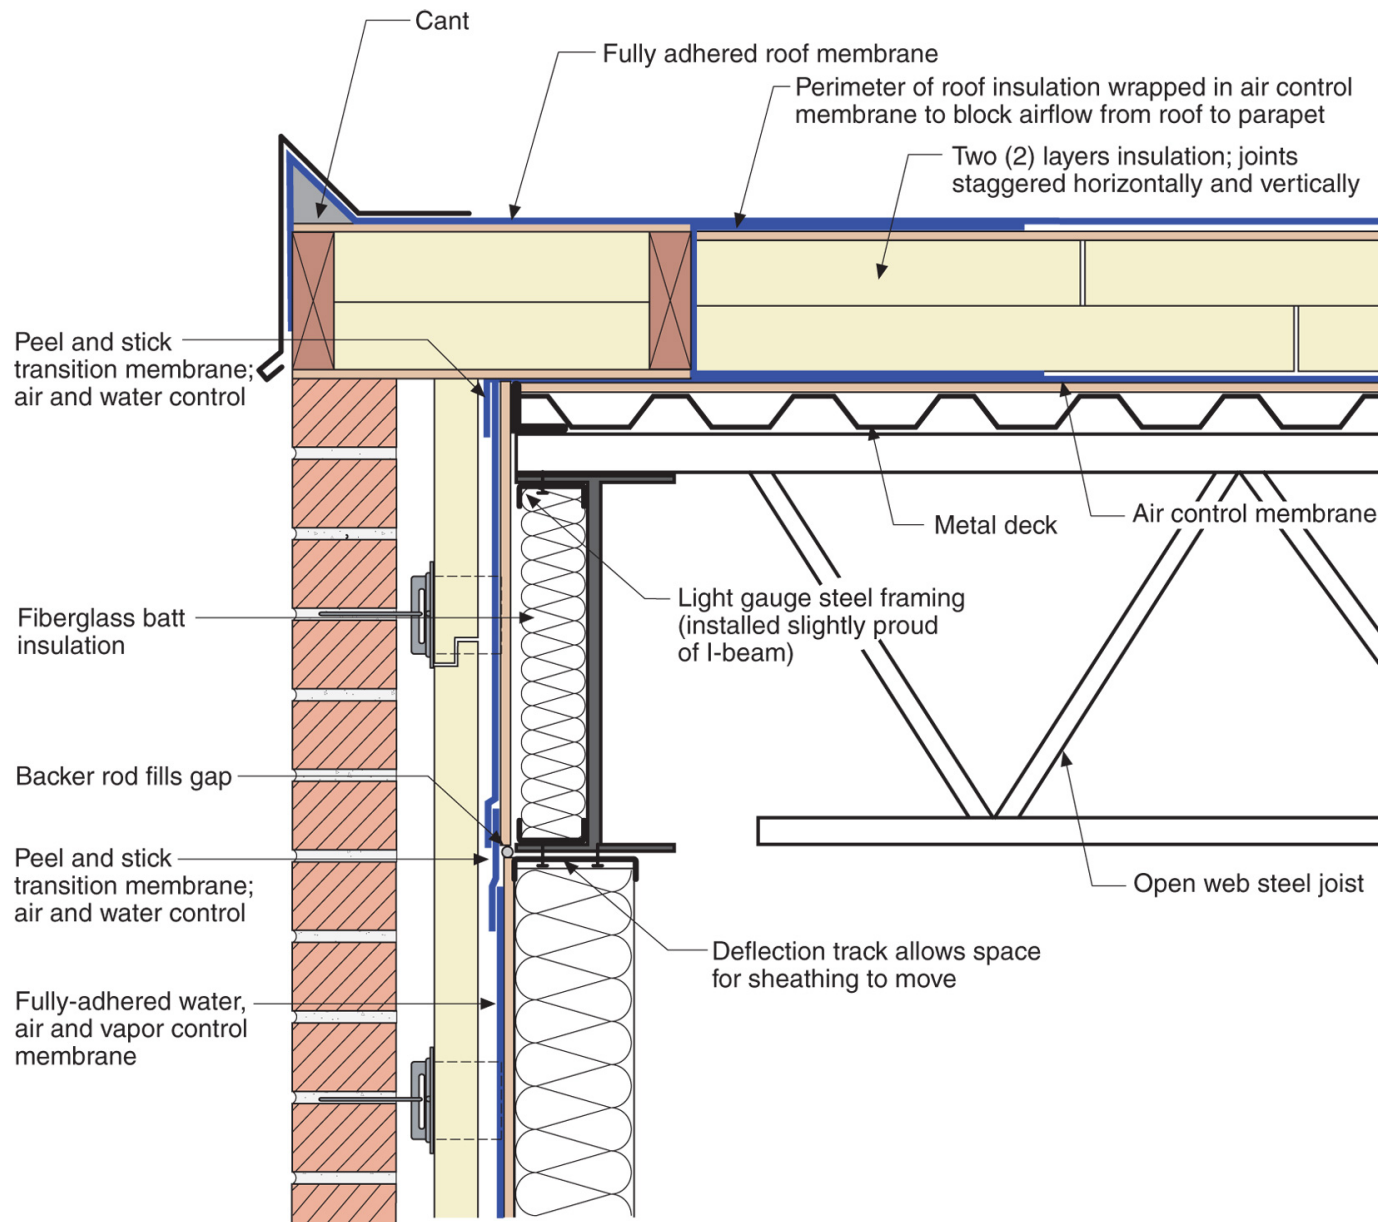 Cant
Fully adhered roof membrane
Perimeter of roof insulation wrapped in air control
membrane to block airflow from roof to parapet
Two (2) layers insulation; joints
staggered horizontally and vertically
Peel and stick
transition membrane;
air and water control
Metal deck
Air control membrane
Light gauge steel framing
(installed slightly proud
of I-beam)
Fiberglass batt
insulation
Backer rod fills gap
Peel and stick
transition membrane;
air and water control
Open web steel joist
Deflection track allows space
for sheathing to move
Fully-adhered water,
air and vapor control
membrane